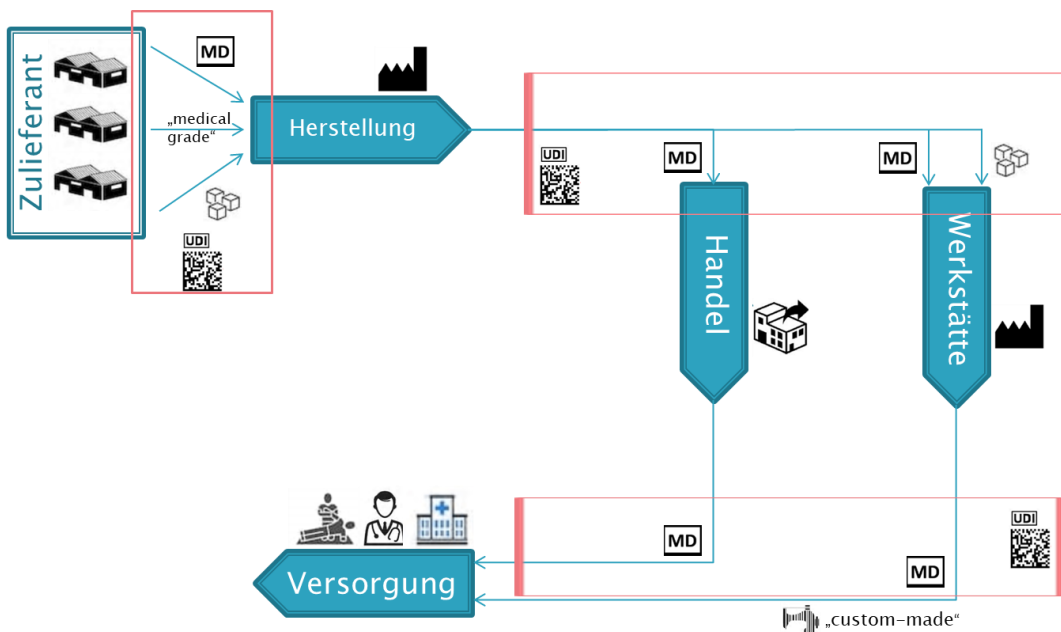 Zulieferant
MD
„medical
grade“
UDI
Herstellung
UDI
MD
MD
Handel
Werkstätte
MD
UDI
MD
Versorgung
„custom-made“